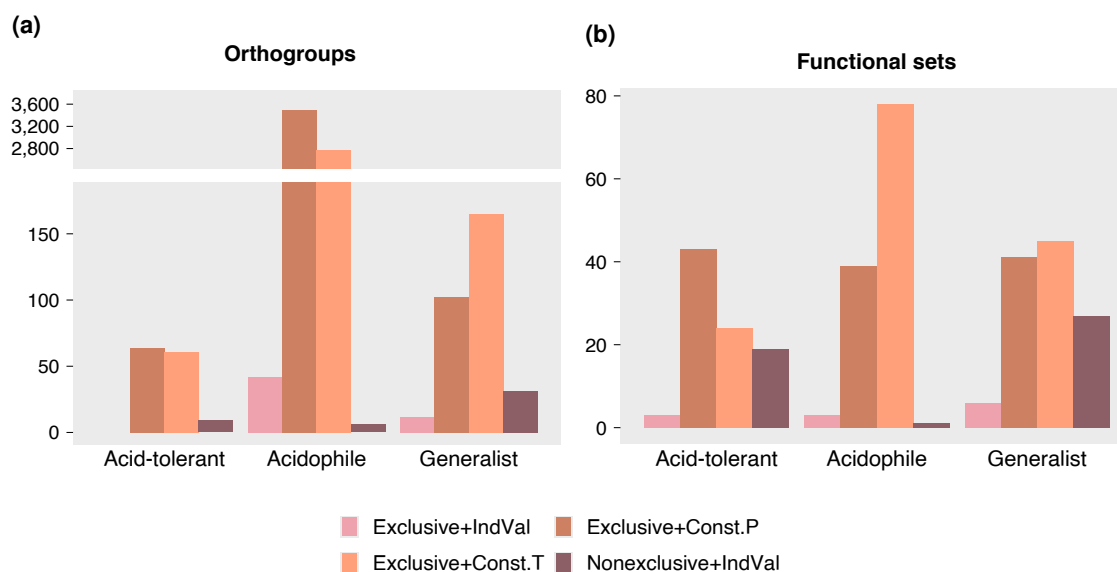 (a)
Orthogroups
3,600
3,200
2,800
150
100
50
0
Acid-tolerant Acidophile Generalist
(b)
Functional sets
80
60
40
20
0
Acid-tolerant Acidophile Generalist
Exclusive+IndVal Exclusive+Const.P
Exclusive+Const.T Nonexclusive+IndVal